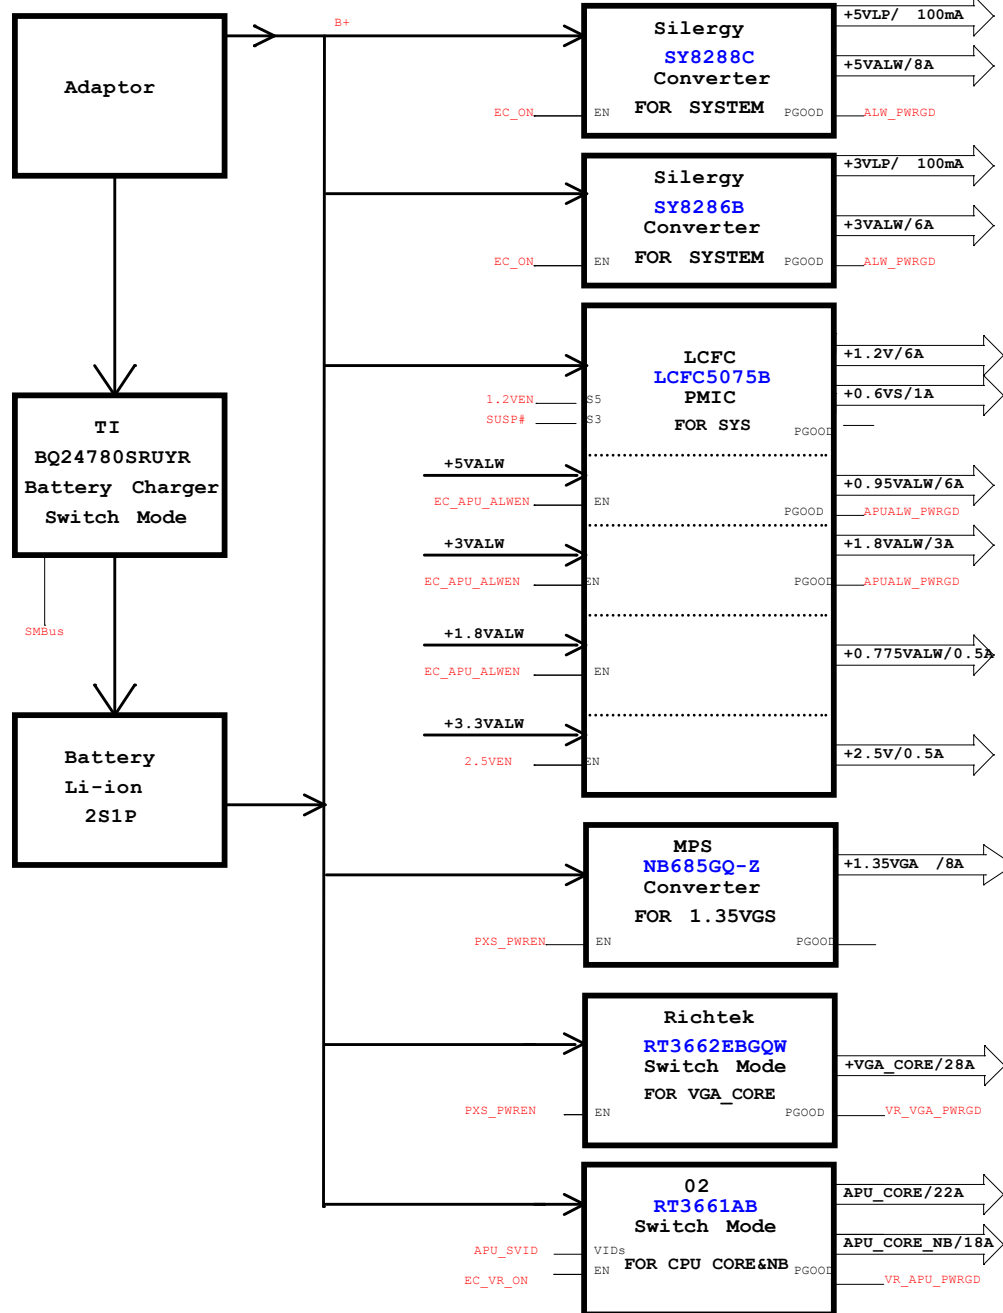 Adaptor
B+
Silergy
SY8288C
Converter
FOR SYSTEM
EC_ON
EN
PGOOD
+5VLP/ 100mA
+5VALW/8A
ALW_PWRGD
Silergy
SY8286B
Converter
FOR SYSTEM
EC_ON
EN
PGOOD
+3VLP/ 100mA
+3VALW/6A
ALW_PWRGD
TI
BQ24780SRUYR
Battery Charger
Switch Mode
SMBus
Battery
Li-ion
2S1P
LCFC
LCFC5075B
PMIC
FOR SYS
1.2VEN
S5
SUSP#
S3
PGOOD
+1.2V/6A
+0.6VS/1A
+5VALW
EC_APU_ALWEN
EN
PGOOD
+0.95VALW/6A
APUALW_PWRGD
+3VALW
EC_APU_ALWEN
EN
PGOOD
+1.8VALW/3A
APUALW_PWRGD
+1.8VALW
EC_APU_ALWEN
EN
+0.775VALW/0.5A
+3.3VALW
2.5VEN
EN
+2.5V/0.5A
MPS
NB685GQ-Z
Converter
FOR 1.35VGS
PXS_PWREN
EN
PGOOD
+1.35VGA /8A
Richtek
RT3662EBGQW
Switch Mode
FOR VGA_CORE
PXS_PWREN
EN
PGOOD
+VGA_CORE/28A
VR_VGA_PWRGD
O2
RT3661AB
Switch Mode
FOR CPU CORE&NB
APU_SVID
VIDs
EC_VR_ON
EN
PGOOD
APU_CORE/22A
APU_CORE_NB/18A
VR_APU_PWRGD